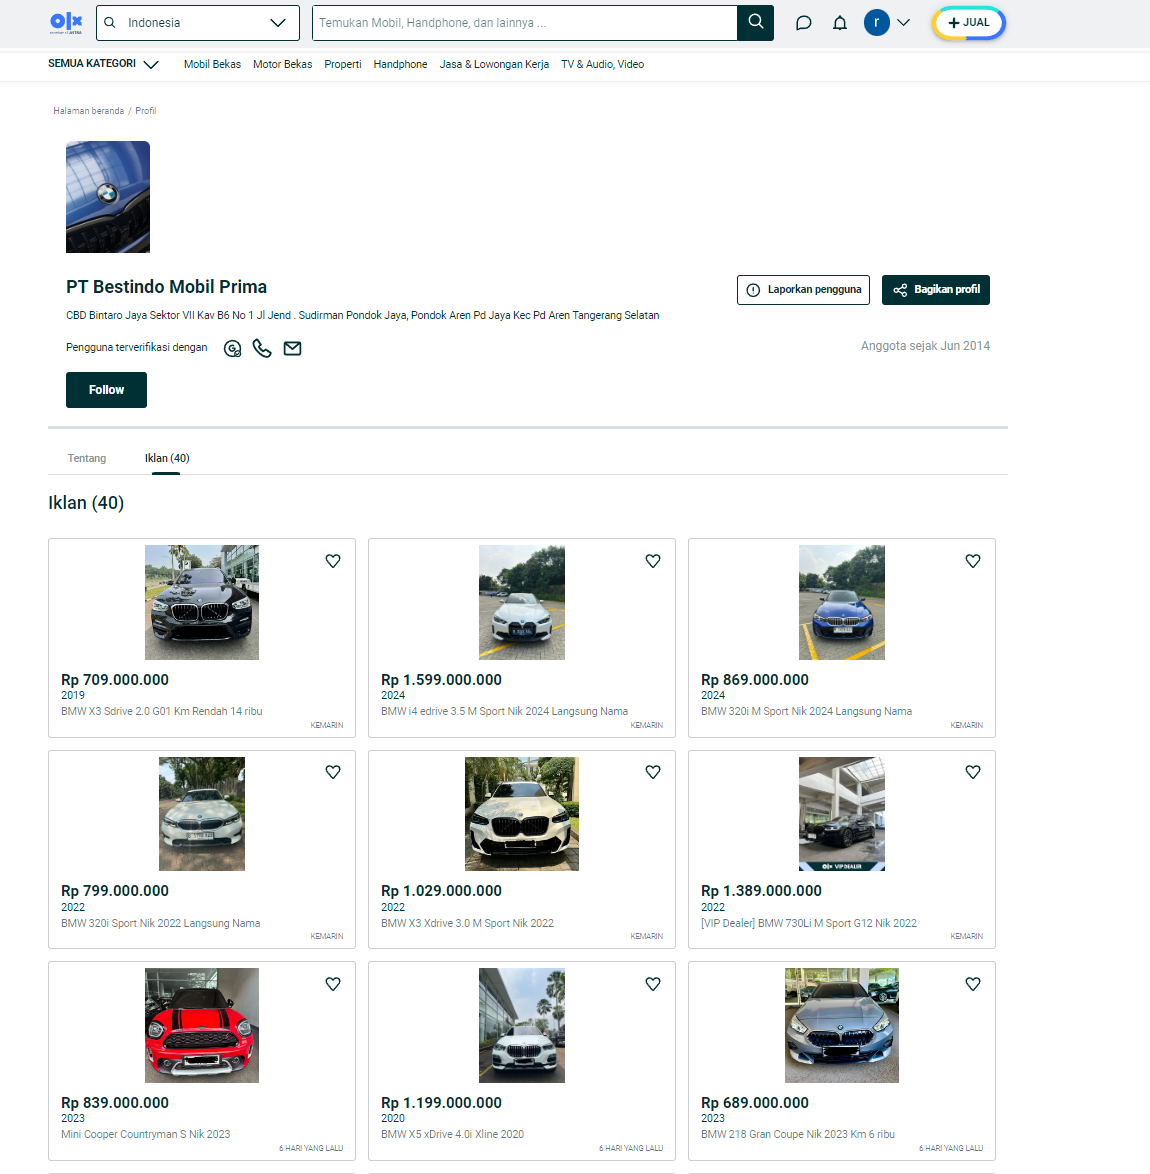 olx
Indonesia
Temukan Mobil, Handphone, dan lainnya ...
r
+ JUAL
SEMUA KATEGORI
Mobil Bekas
Motor Bekas
Properti
Handphone
Jasa & Lowongan Kerja
TV & Audio, Video
Halaman beranda / Profil
PT Bestindo Mobil Prima
Laporkan pengguna
Bagikan profil
CBD Bintaro Jaya Sektor VII Kav B6 No 1 Jl Jend . Sudirman Pondok Jaya, Pondok Aren Pd Jaya Kec Pd Aren Tangerang Selatan
Pengguna terverifikasi dengan
Anggota sejak Jun 2014
Follow
Tentang
Iklan (40)
Iklan (40)
Rp 709.000.000
2019
BMW X3 Sdrive 2.0 G01 Km Rendah 14 ribu
KEMARIN
Rp 1.599.000.000
2024
BMW i4 edrive 3.5 M Sport Nik 2024 Langsung Nama
KEMARIN
Rp 869.000.000
2024
BMW 320i M Sport Nik 2024 Langsung Nama
KEMARIN
Rp 799.000.000
2022
BMW 320i Sport Nik 2022 Langsung Nama
KEMARIN
Rp 1.029.000.000
2022
BMW X3 Xdrive 3.0 M Sport Nik 2022
KEMARIN
olx VIP DEALER
Rp 1.389.000.000
2022
[VIP Dealer] BMW 730Li M Sport G12 Nik 2022
KEMARIN
Rp 839.000.000
2023
Mini Cooper Countryman S Nik 2023
6 HARI YANG LALU
Rp 1.199.000.000
2020
BMW X5 xDrive 4.0i Xline 2020
6 HARI YANG LALU
Rp 689.000.000
2023
BMW 218 Gran Coupe Nik 2023 Km 6 ribu
6 HARI YANG LALU